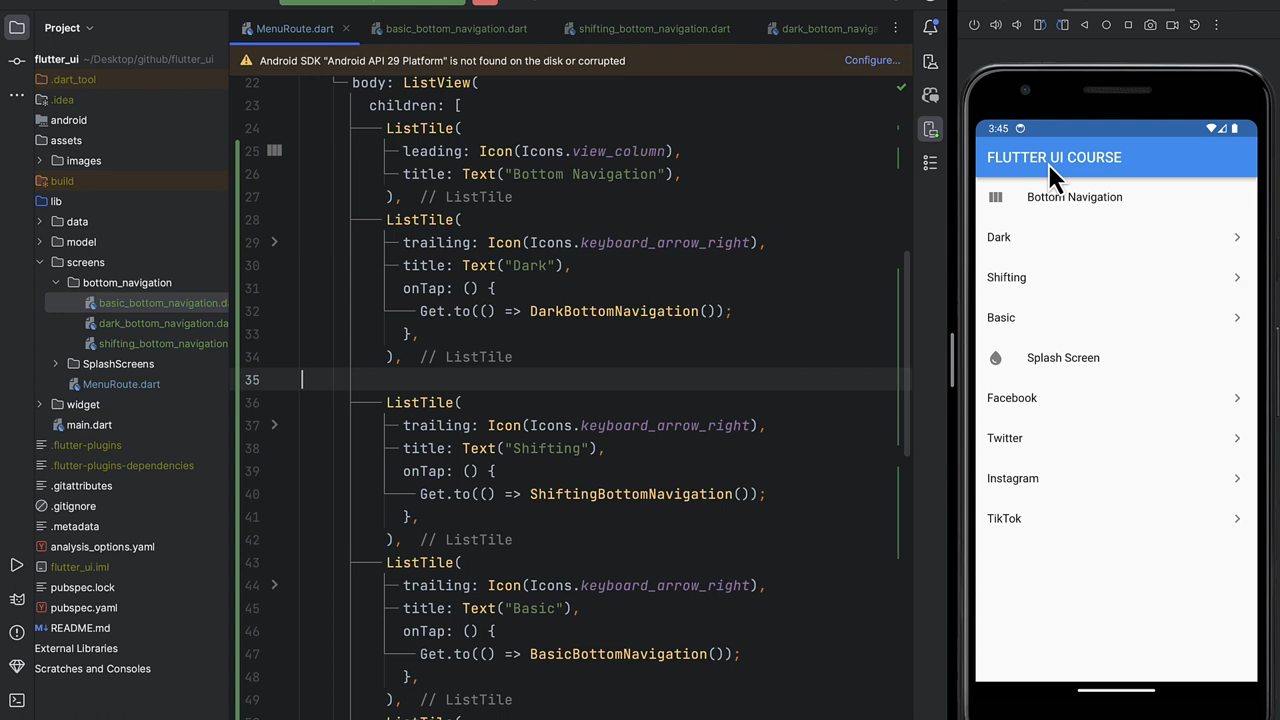 Project
MenuRoute.dart
basic_bottom_navigation.dart
shifting_bottom_navigation.dart
dark_bottom_naviga
flutter_ui ~/Desktop/github/flutter_ui
Android SDK "Android API 29 Platform" is not found on the disk or corrupted
Configure...
.dart_tool
.idea
android
assets
images
build
lib
data
model
screens
bottom_navigation
basic_bottom_navigation.da
dark_bottom_navigation.da
shifting_bottom_navigation
SplashScreens
MenuRoute.dart
widget
main.dart
.flutter-plugins
.flutter-plugins-dependencies
.gitattributes
.gitignore
.metadata
analysis_options.yaml
flutter_ui.iml
pubspec.lock
pubspec.yaml
M↓ README.md
External Libraries
Scratches and Consoles
22 body: ListView(
23 children: [
24 ListTile(
25 leading: Icon(Icons.view_column),
26 title: Text("Bottom Navigation"),
27 ), // ListTile
28 ListTile(
29 trailing: Icon(Icons.keyboard_arrow_right),
30 title: Text("Dark"),
31 onTap: () {
32 Get.to(() => DarkBottomNavigation());
33 },
34 ), // ListTile
35
36 ListTile(
37 trailing: Icon(Icons.keyboard_arrow_right),
38 title: Text("Shifting"),
39 onTap: () {
40 Get.to(() => ShiftingBottomNavigation());
41 },
42 ), // ListTile
43 ListTile(
44 trailing: Icon(Icons.keyboard_arrow_right),
45 title: Text("Basic"),
46 onTap: () {
47 Get.to(() => BasicBottomNavigation());
48 },
49 ), // ListTile
3:45
FLUTTER UI COURSE
Bottom Navigation
Dark
Shifting
Basic
Splash Screen
Facebook
Twitter
Instagram
TikTok